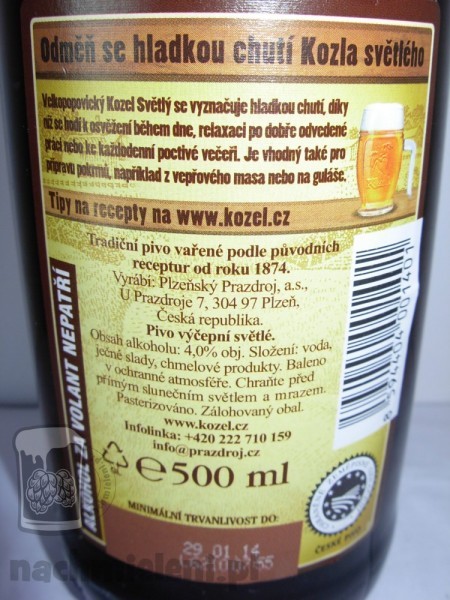 Odměň se hladkou chutí Kozla světlého
Velkopopovický Kozel Světlý se vyznačuje hladkou chutí, díky
níž se hodí k osvěžení během dne, relaxaci po dobře odvedené
práci nebo ke každodenní poctivé večeři. Je vhodný také pro
přípravu pokrmů, například z vepřového masa nebo na guláše.
Tipy na recepty na www.kozel.cz
Tradiční pivo vařené podle původních
receptur od roku 1874.
Vyrábí: Plzeňský Prazdroj, a.s.,
U Prazdroje 7, 304 97 Plzeň,
Česká republika.
Pivo výčepní světlé.
Obsah alkoholu: 4,0% obj. Složení: voda,
ječné slady, chmelové produkty. Baleno
v ochranné atmosféře. Chraňte před
přímým slunečním světlem a mrazem.
Pasterizováno. Zálohovaný obal.
www.kozel.cz
Infolinka: +420 222 710 159
info@prazdroj.cz
℮500 ml
MINIMÁLNÍ TRVANLIVOST DO:
29 01 14
ALKOHOL ZA VOLANT NEPATŘÍ
ČESKÉ PIVO